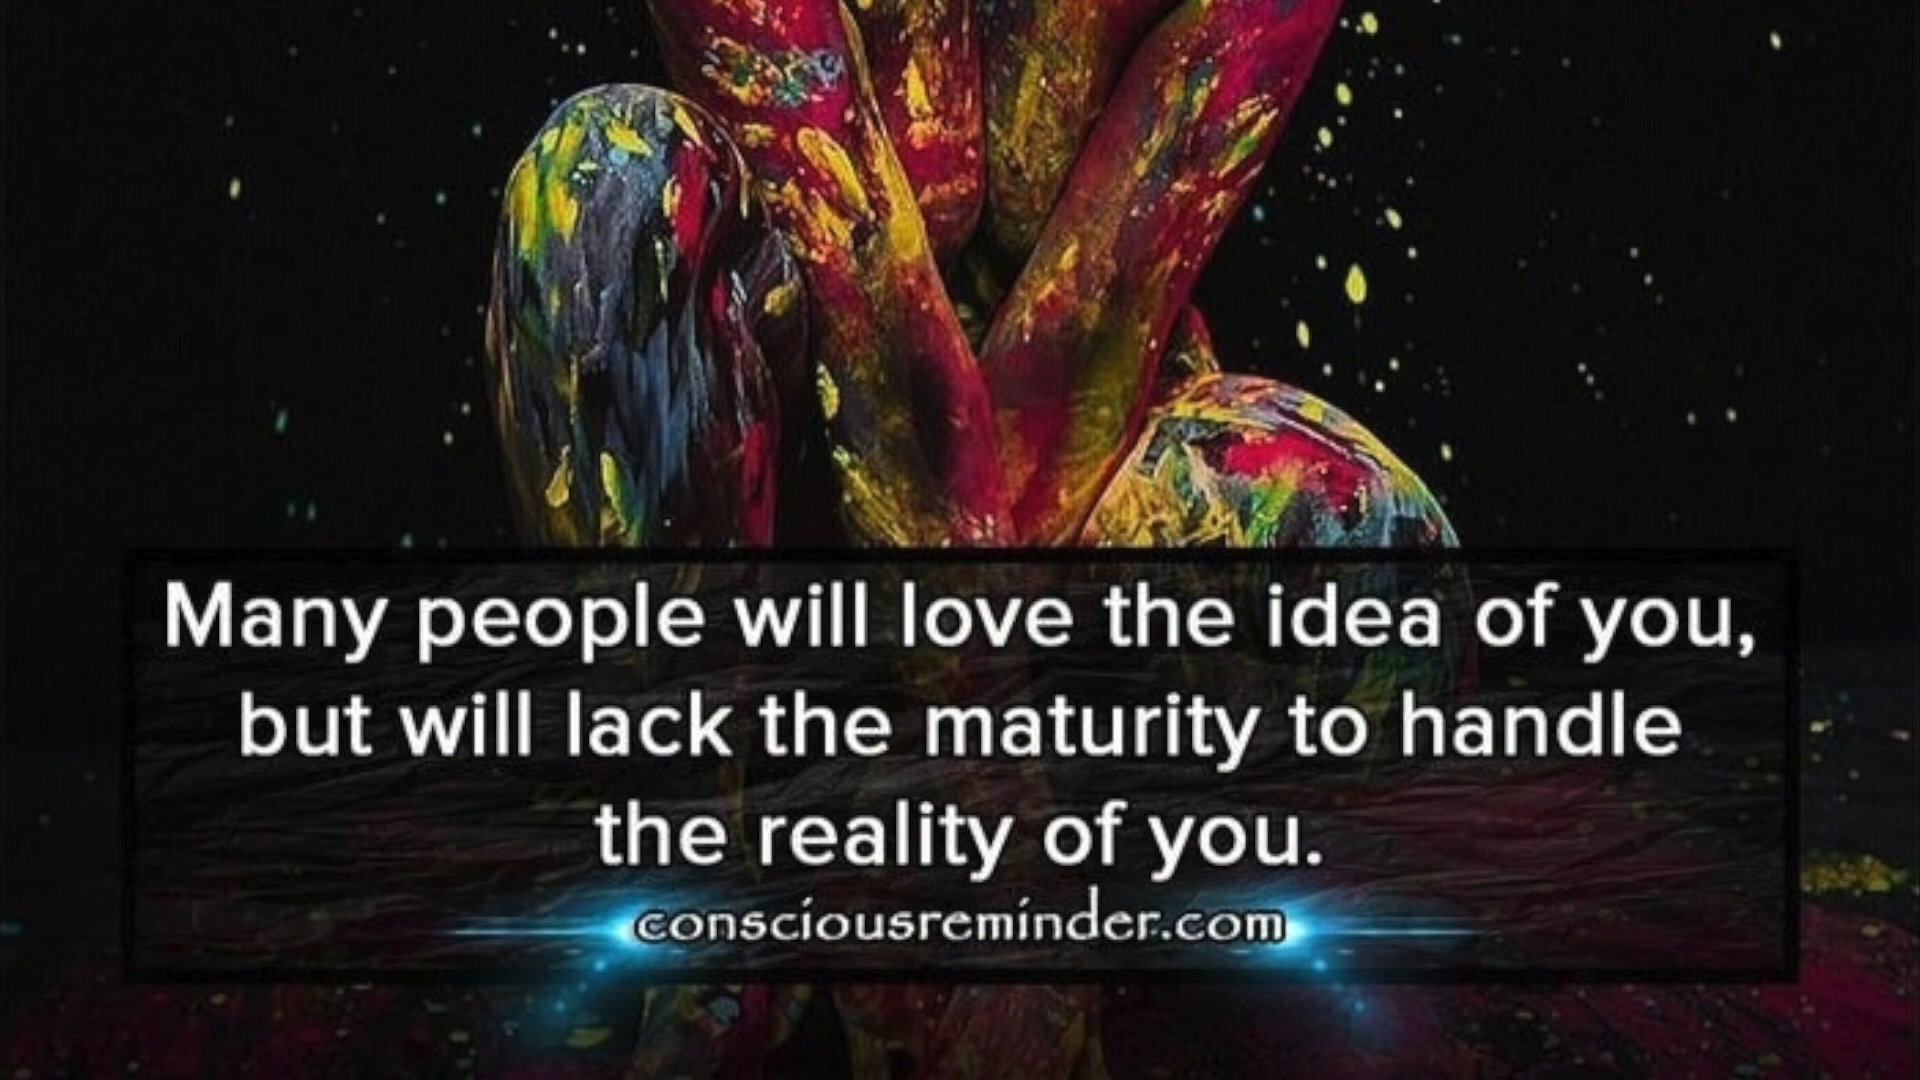 Many people will love the idea of you,
but will lack the maturity to handle
the reality of you.
consciousreminder.com